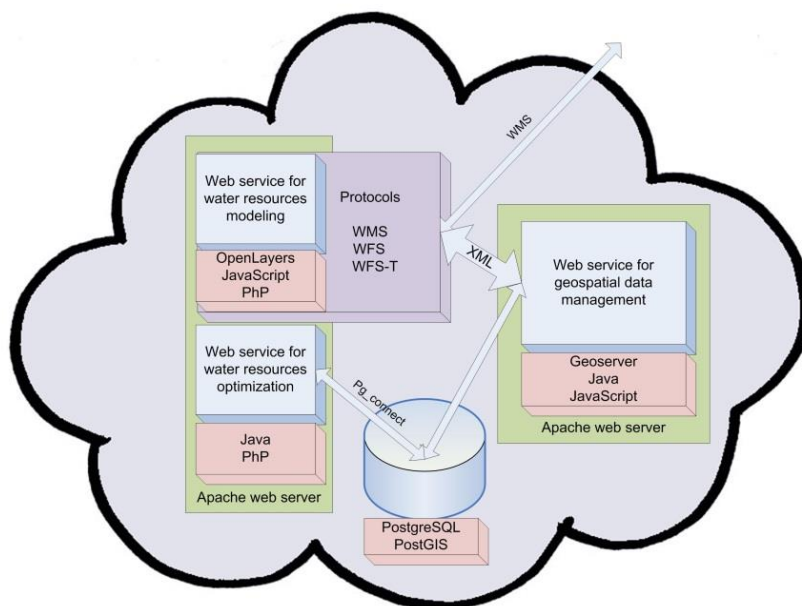 WMS
Web service for
water resources
modeling
Protocols
WMS
WFS
WFS-T
OpenLayers
JavaScript
PhP
XML
Web service for
geospatial data
management
Web service for
water resources
optimization
Pg_connect
Geoserver
Java
JavaScript
Apache web server
Java
PhP
Apache web server
PostgreSQL
PostGIS